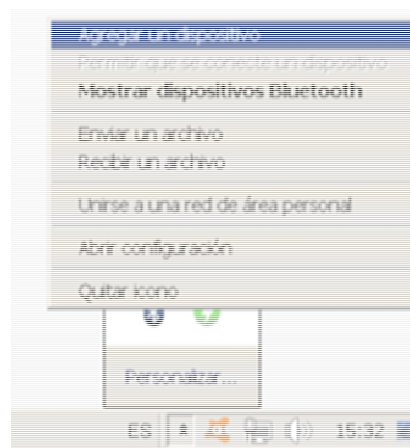 Agregar un dispositivo
Permitir que se conecte un dispositivo
Mostrar dispositivos Bluetooth
Enviar un archivo
Recibir un archivo
Unirse a una red de área personal
Abrir configuración
Quitar icono
Personalizar...
ES
15:32